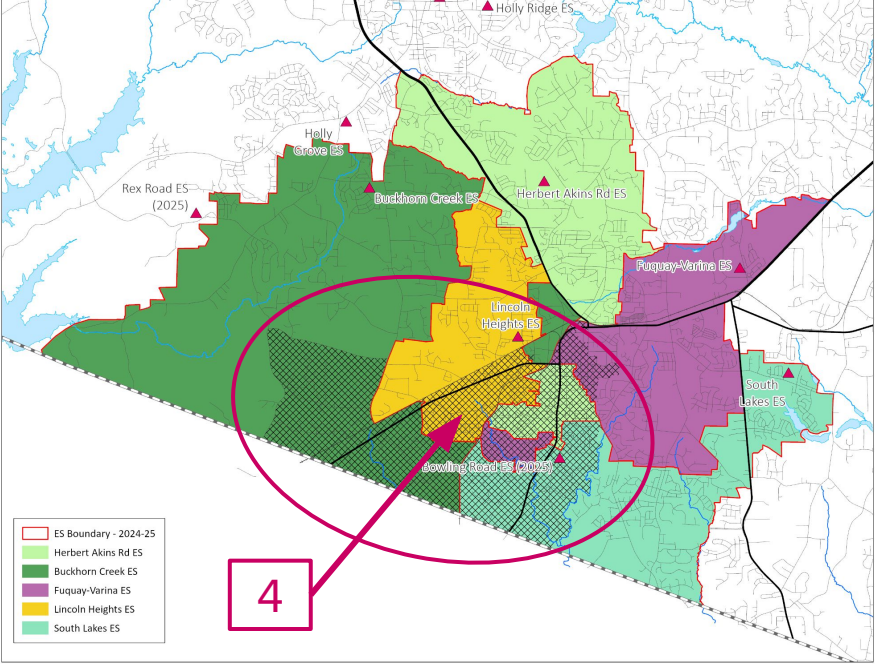 Holly Ridge ES
Holly
Grove ES
Rex Road ES
(2025)
Buckhorn Creek ES
Herbert Akins Rd ES
Fuquay-Varina ES
Lincoln
Heights ES
South
Lakes ES
Bowling Road ES (2025)
ES Boundary - 2024-25
Herbert Akins Rd ES
Buckhorn Creek ES
Fuquay-Varina ES
Lincoln Heights ES
South Lakes ES
4